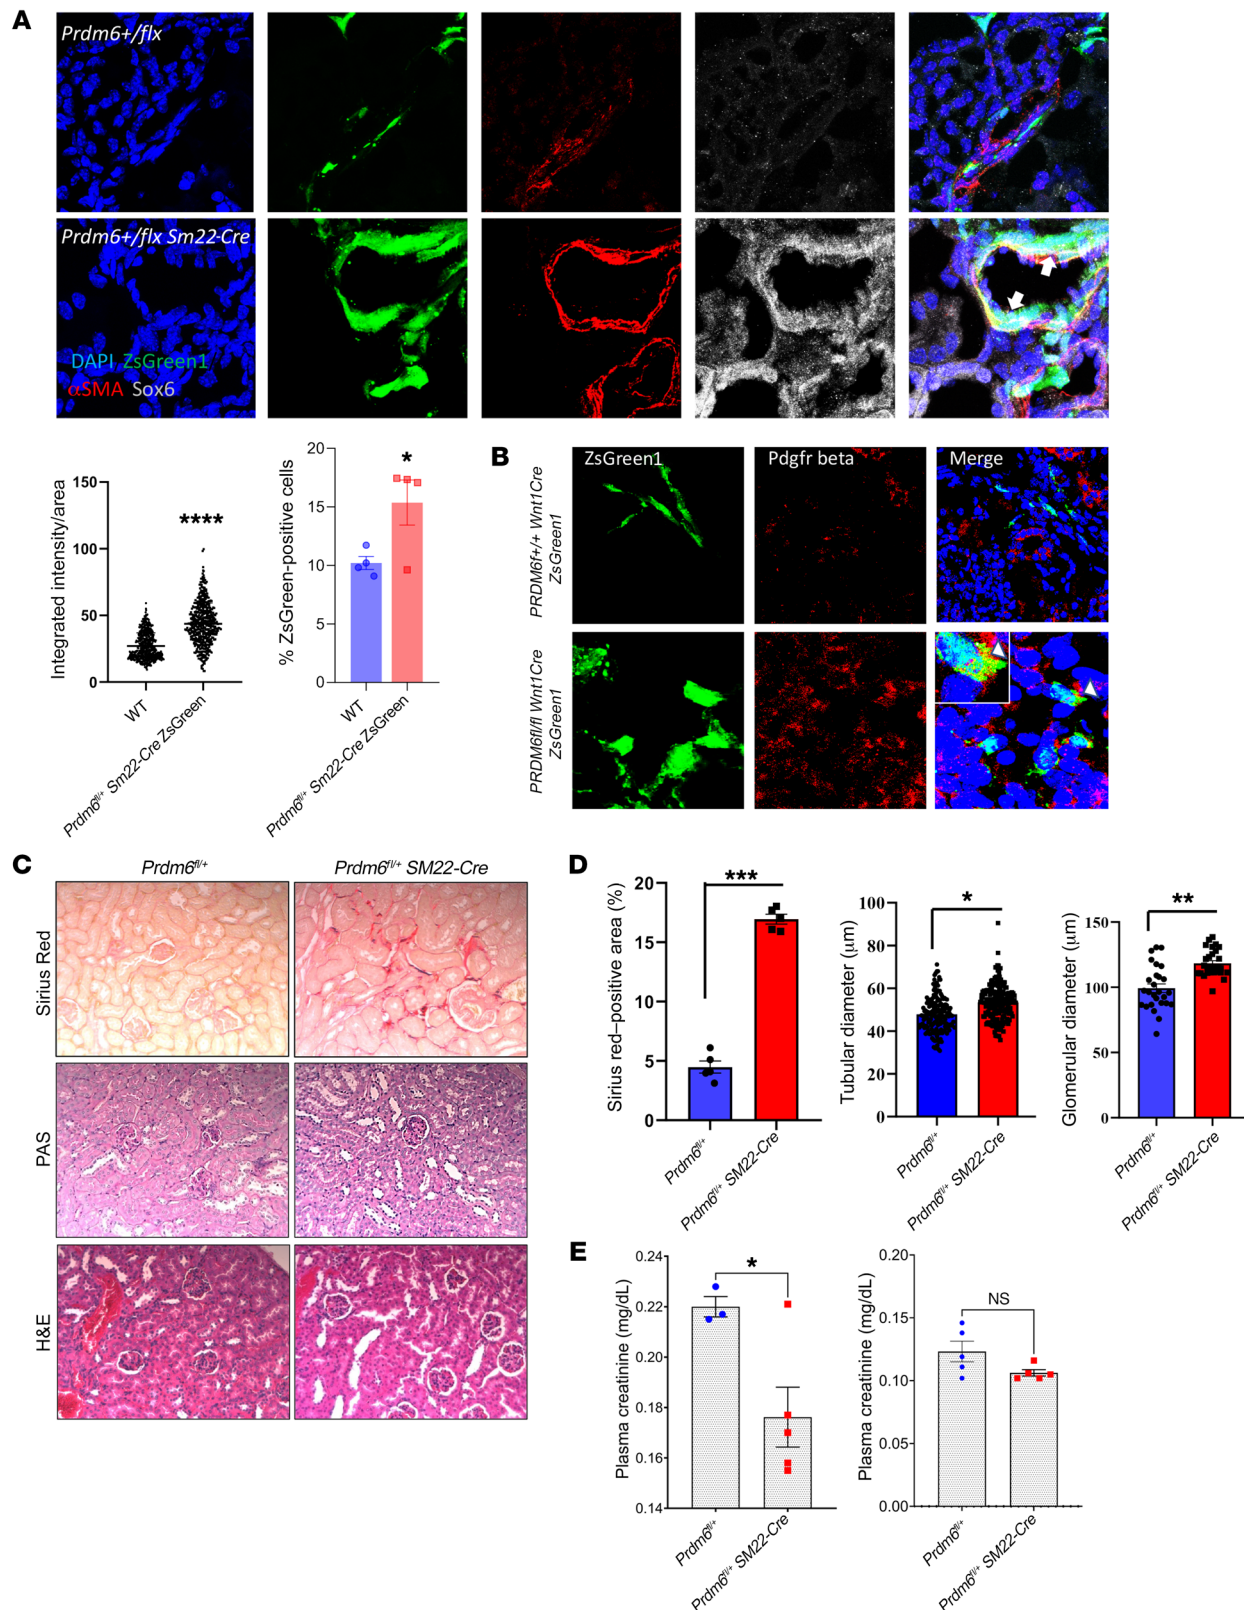 A
Prdm6+/flx
Prdm6+/flx Sm22-Cre
DAPI ZsGreen1
αSMA Sox6
Integrated intensity/area
150
100
50
0
****
WT
Prdm6fl/+ Sm22-Cre ZsGreen
% ZsGreen-positive cells
20
15
10
5
0
*
WT
Prdm6fl/+ Sm22-Cre ZsGreen
B
ZsGreen1
Pdgfr beta
Merge
PRDM6+/+ Wnt1Cre
ZsGreen1
PRDM6fl/fl Wnt1Cre
ZsGreen1
C
Prdm6fl/+
Prdm6fl/+ SM22-Cre
Sirius Red
PAS
H&E
D
Sirius red–positive area (%)
20
15
10
5
0
***
Prdm6fl/+
Prdm6fl/+ SM22-Cre
Tubular diameter (μm)
100
80
60
40
20
0
*
Prdm6fl/+
Prdm6fl/+ SM22-Cre
Glomerular diameter (μm)
150
100
50
0
**
Prdm6fl/+
Prdm6fl/+ SM22-Cre
E
Plasma creatinine (mg/dL)
0.24
0.22
0.20
0.18
0.16
0.14
*
Prdm6fl/+
Prdm6fl/+ SM22-Cre
Plasma creatinine (mg/dL)
0.20
0.15
0.10
0.05
0.00
NS
Prdm6fl/+
Prdm6fl/+ SM22-Cre